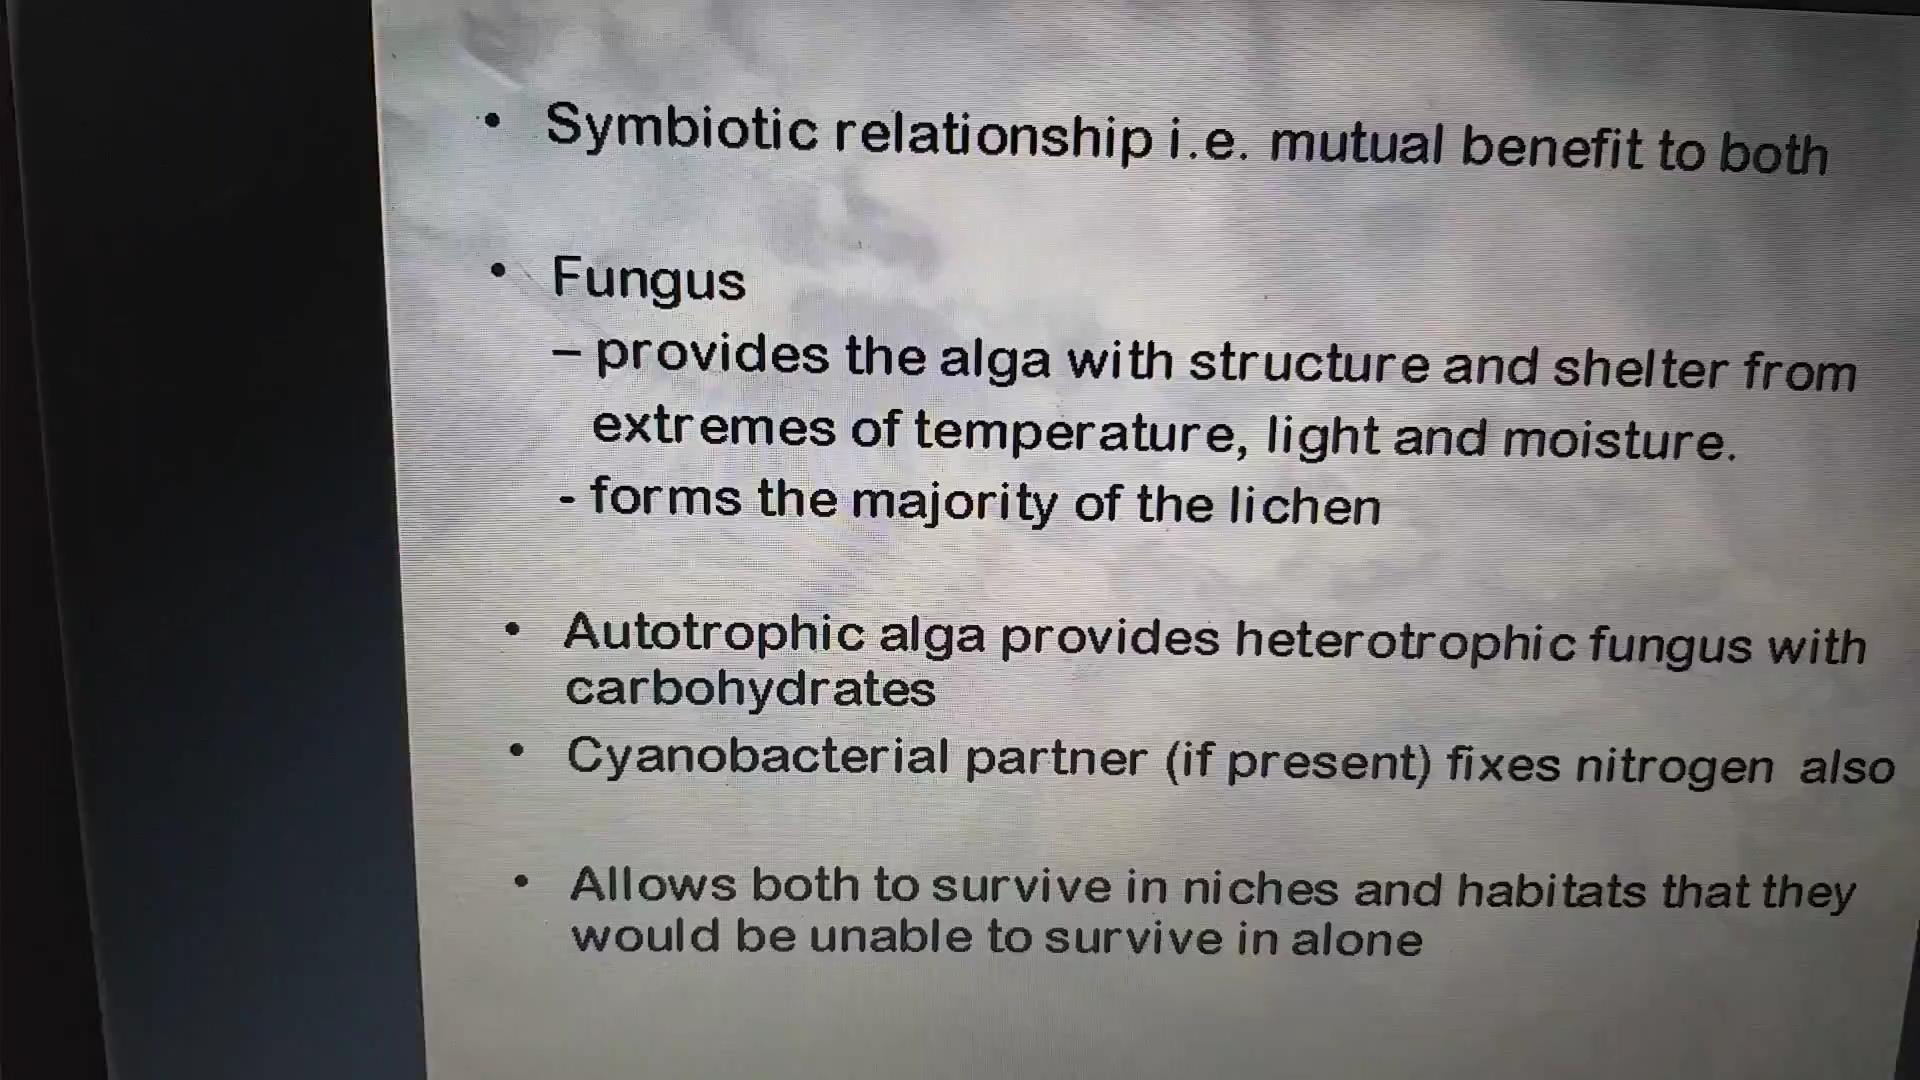 • Symbiotic relationship i.e. mutual benefit to both
• Fungus
– provides the alga with structure and shelter from
extremes of temperature, light and moisture.
- forms the majority of the lichen
• Autotrophic alga provides heterotrophic fungus with
carbohydrates
• Cyanobacterial partner (if present) fixes nitrogen also
• Allows both to survive in niches and habitats that they
would be unable to survive in alone